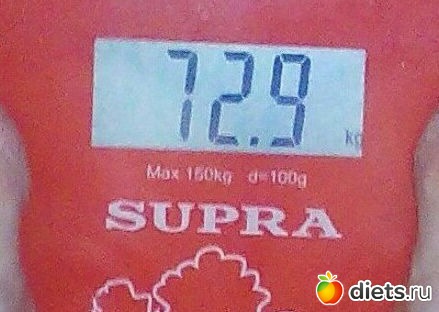 72.9 kg
Max 150kg d=100g
SUPRA
diets.ru